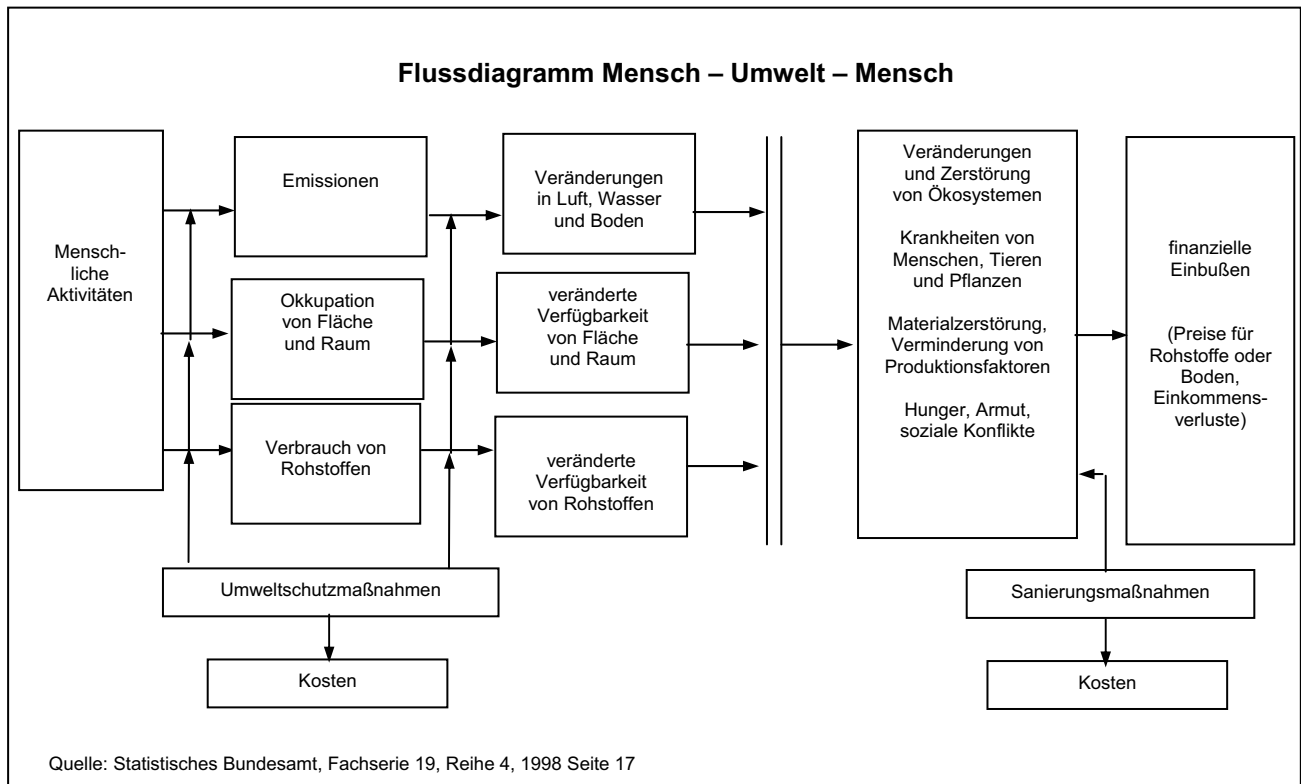 Flussdiagramm Mensch – Umwelt – Mensch
Mensch-
liche
Aktivitäten
Emissionen
Okkupation
von Fläche
und Raum
Verbrauch von
Rohstoffen
Veränderungen
in Luft, Wasser
und Boden
veränderte
Verfügbarkeit
von Fläche
und Raum
veränderte
Verfügbarkeit
von Rohstoffen
Veränderungen
und Zerstörung
von Ökosystemen
Krankheiten von
Menschen, Tieren
und Pflanzen
Materialzerstörung,
Verminderung von
Produktionsfaktoren
Hunger, Armut,
soziale Konflikte
finanzielle
Einbußen
(Preise für
Rohstoffe oder
Boden,
Einkommens-
verluste)
Umweltschutzmaßnahmen
Kosten
Sanierungsmaßnahmen
Kosten
Quelle: Statistisches Bundesamt, Fachserie 19, Reihe 4, 1998 Seite 17